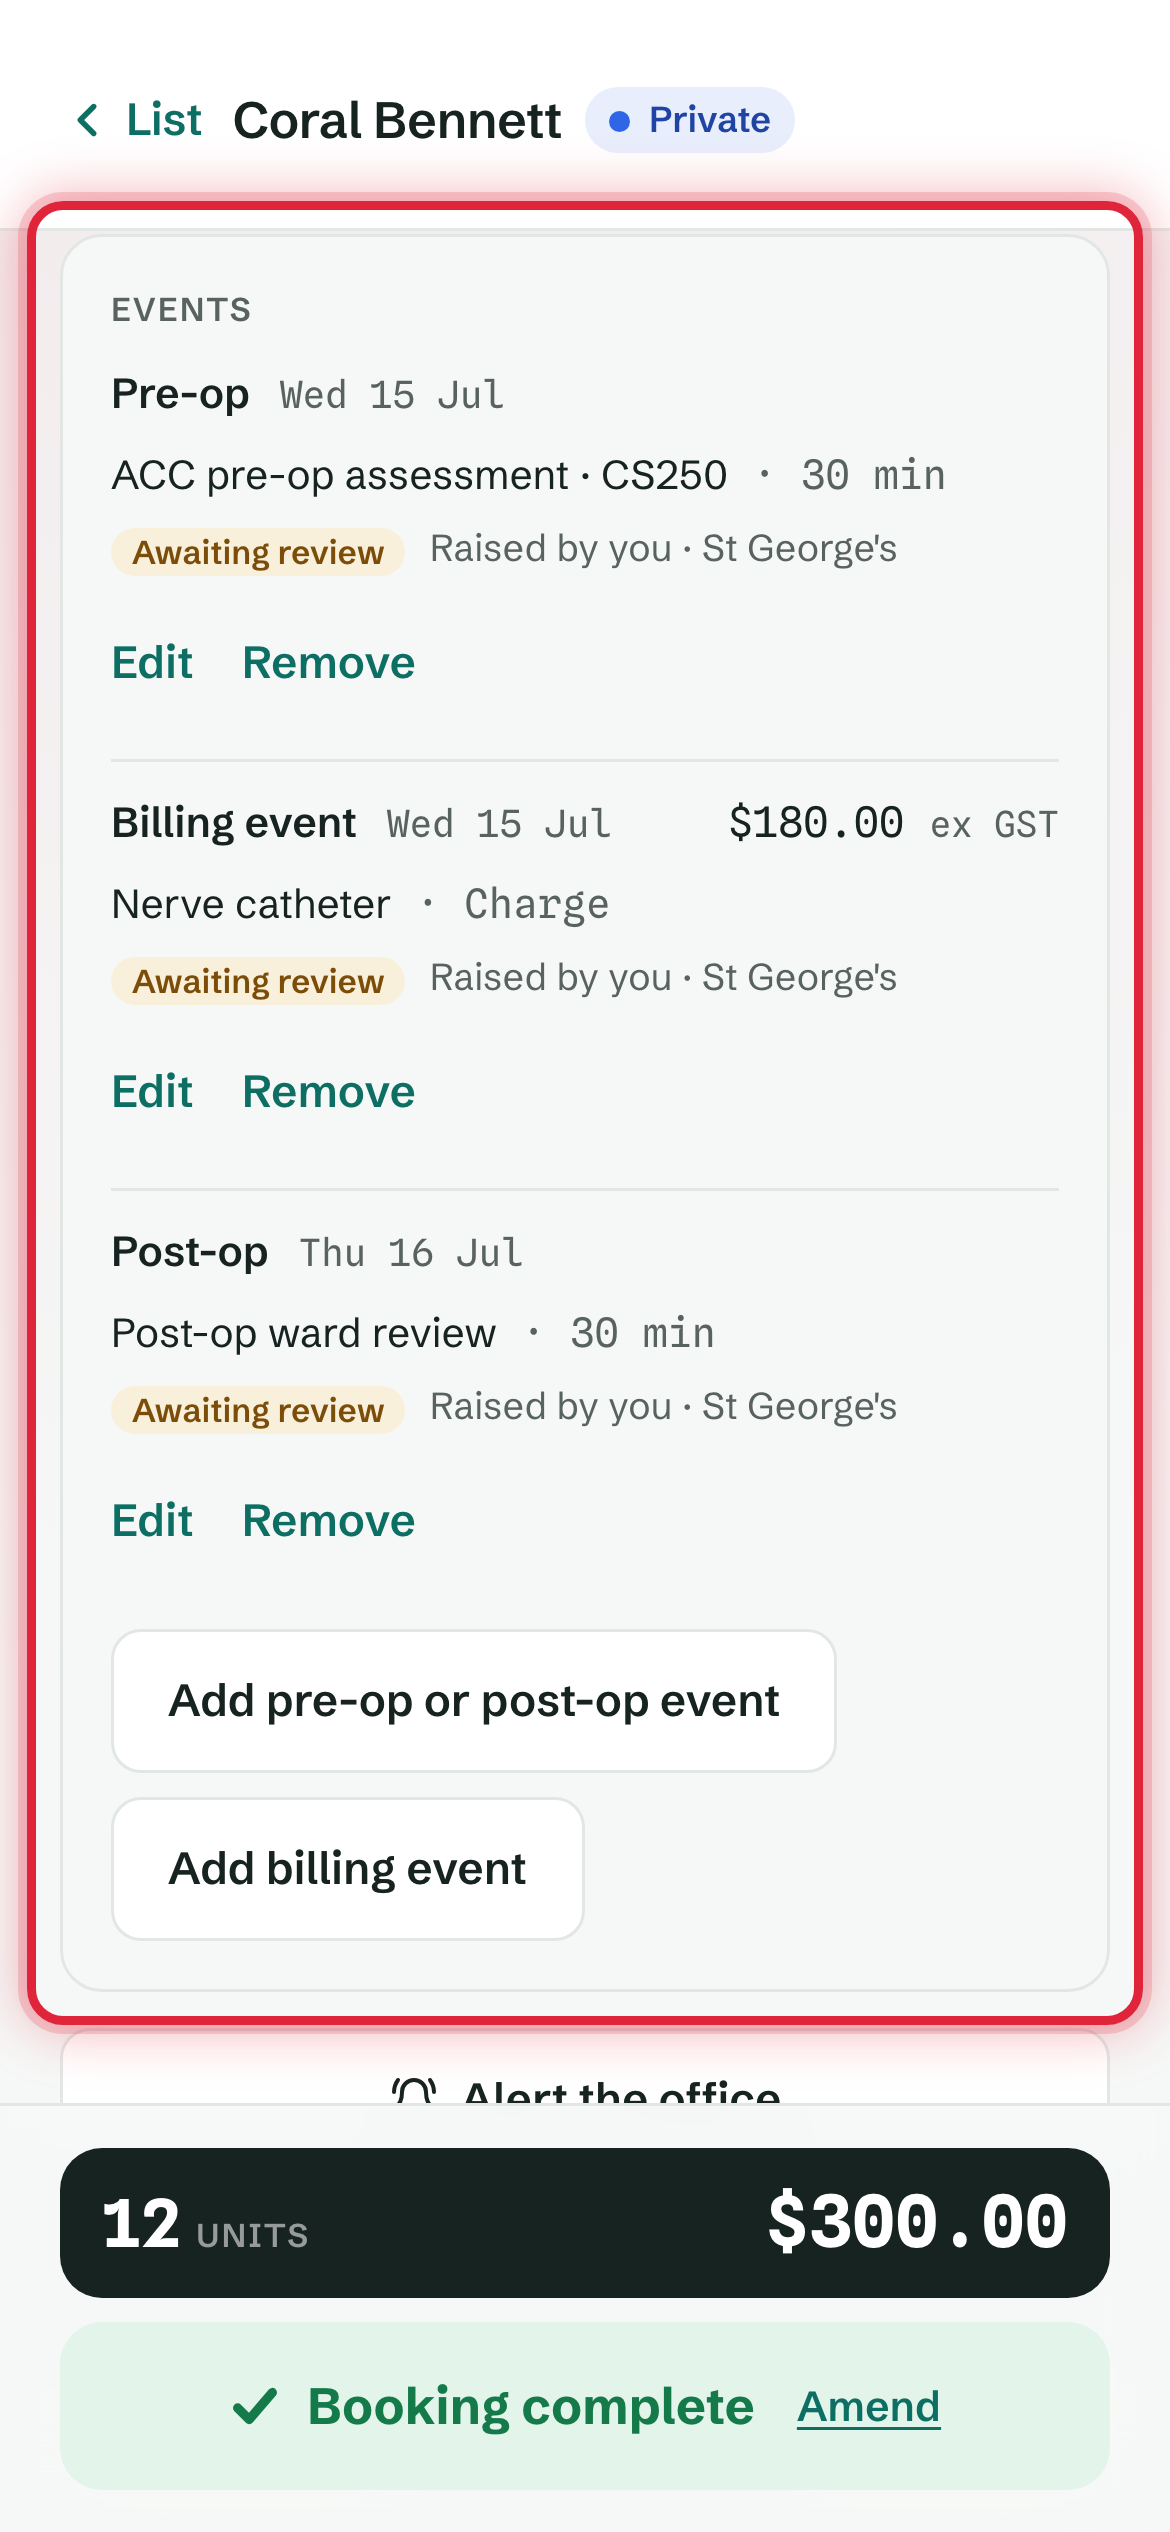 List Coral Bennett Private
EVENTS
Pre-op Wed 15 Jul
ACC pre-op assessment · CS250 · 30 min
Awaiting review Raised by you · St George's
Edit Remove
Billing event Wed 15 Jul $180.00 ex GST
Nerve catheter · Charge
Awaiting review Raised by you · St George's
Edit Remove
Post-op Thu 16 Jul
Post-op ward review · 30 min
Awaiting review Raised by you · St George's
Edit Remove
Add pre-op or post-op event
Add billing event
Alert the office
12 UNITS $300.00
Booking complete Amend